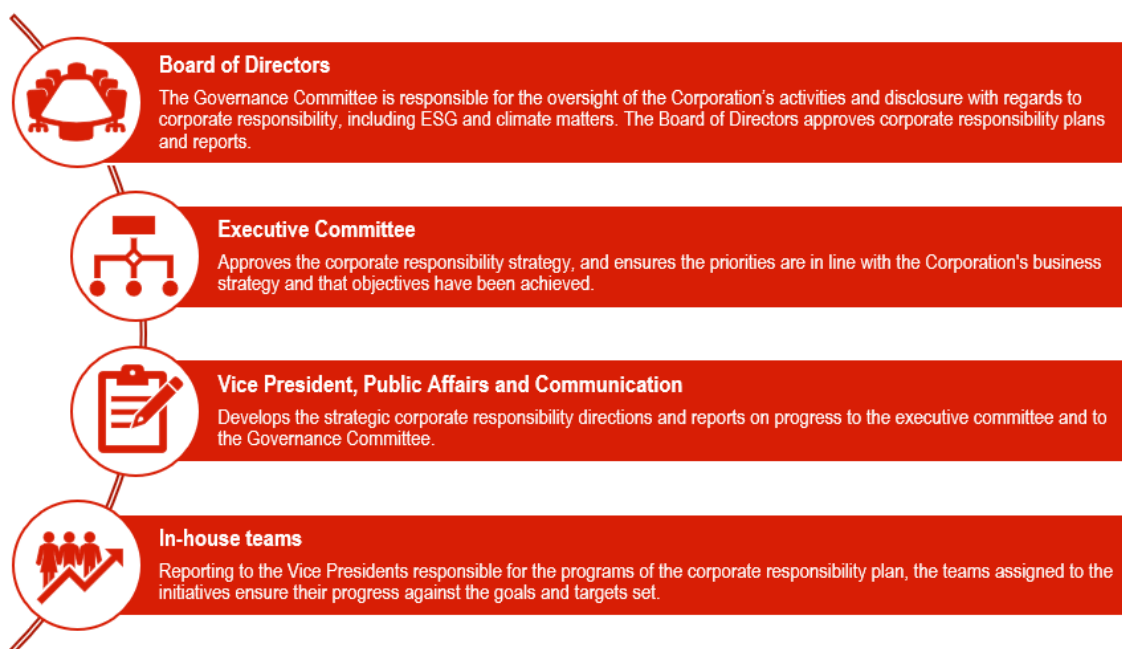 Board of Directors
The Governance Committee is responsible for the oversight of the Corporation's activities and disclosure with regards to
corporate responsibility, including ESG and climate matters. The Board of Directors approves corporate responsibility plans
and reports.
Executive Committee
Approves the corporate responsibility strategy, and ensures the priorities are in line with the Corporation's business
strategy and that objectives have been achieved.
Vice President, Public Affairs and Communication
Develops the strategic corporate responsibility directions and reports on progress to the executive committee and to
the Governance Committee.
In-house teams
Reporting to the Vice Presidents responsible for the programs of the corporate responsibility plan, the teams assigned to the
initiatives ensure their progress against the goals and targets set.